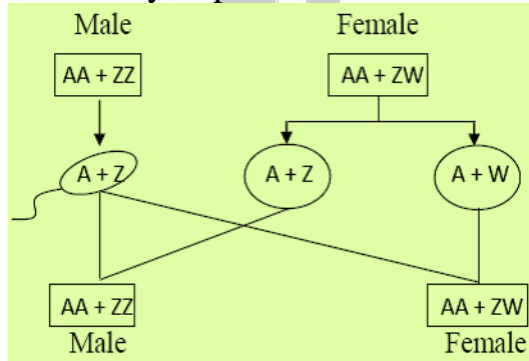 Male Female
AA + ZZ AA + ZW
A + Z A + Z A + W
AA + ZZ AA + ZW
Male Female